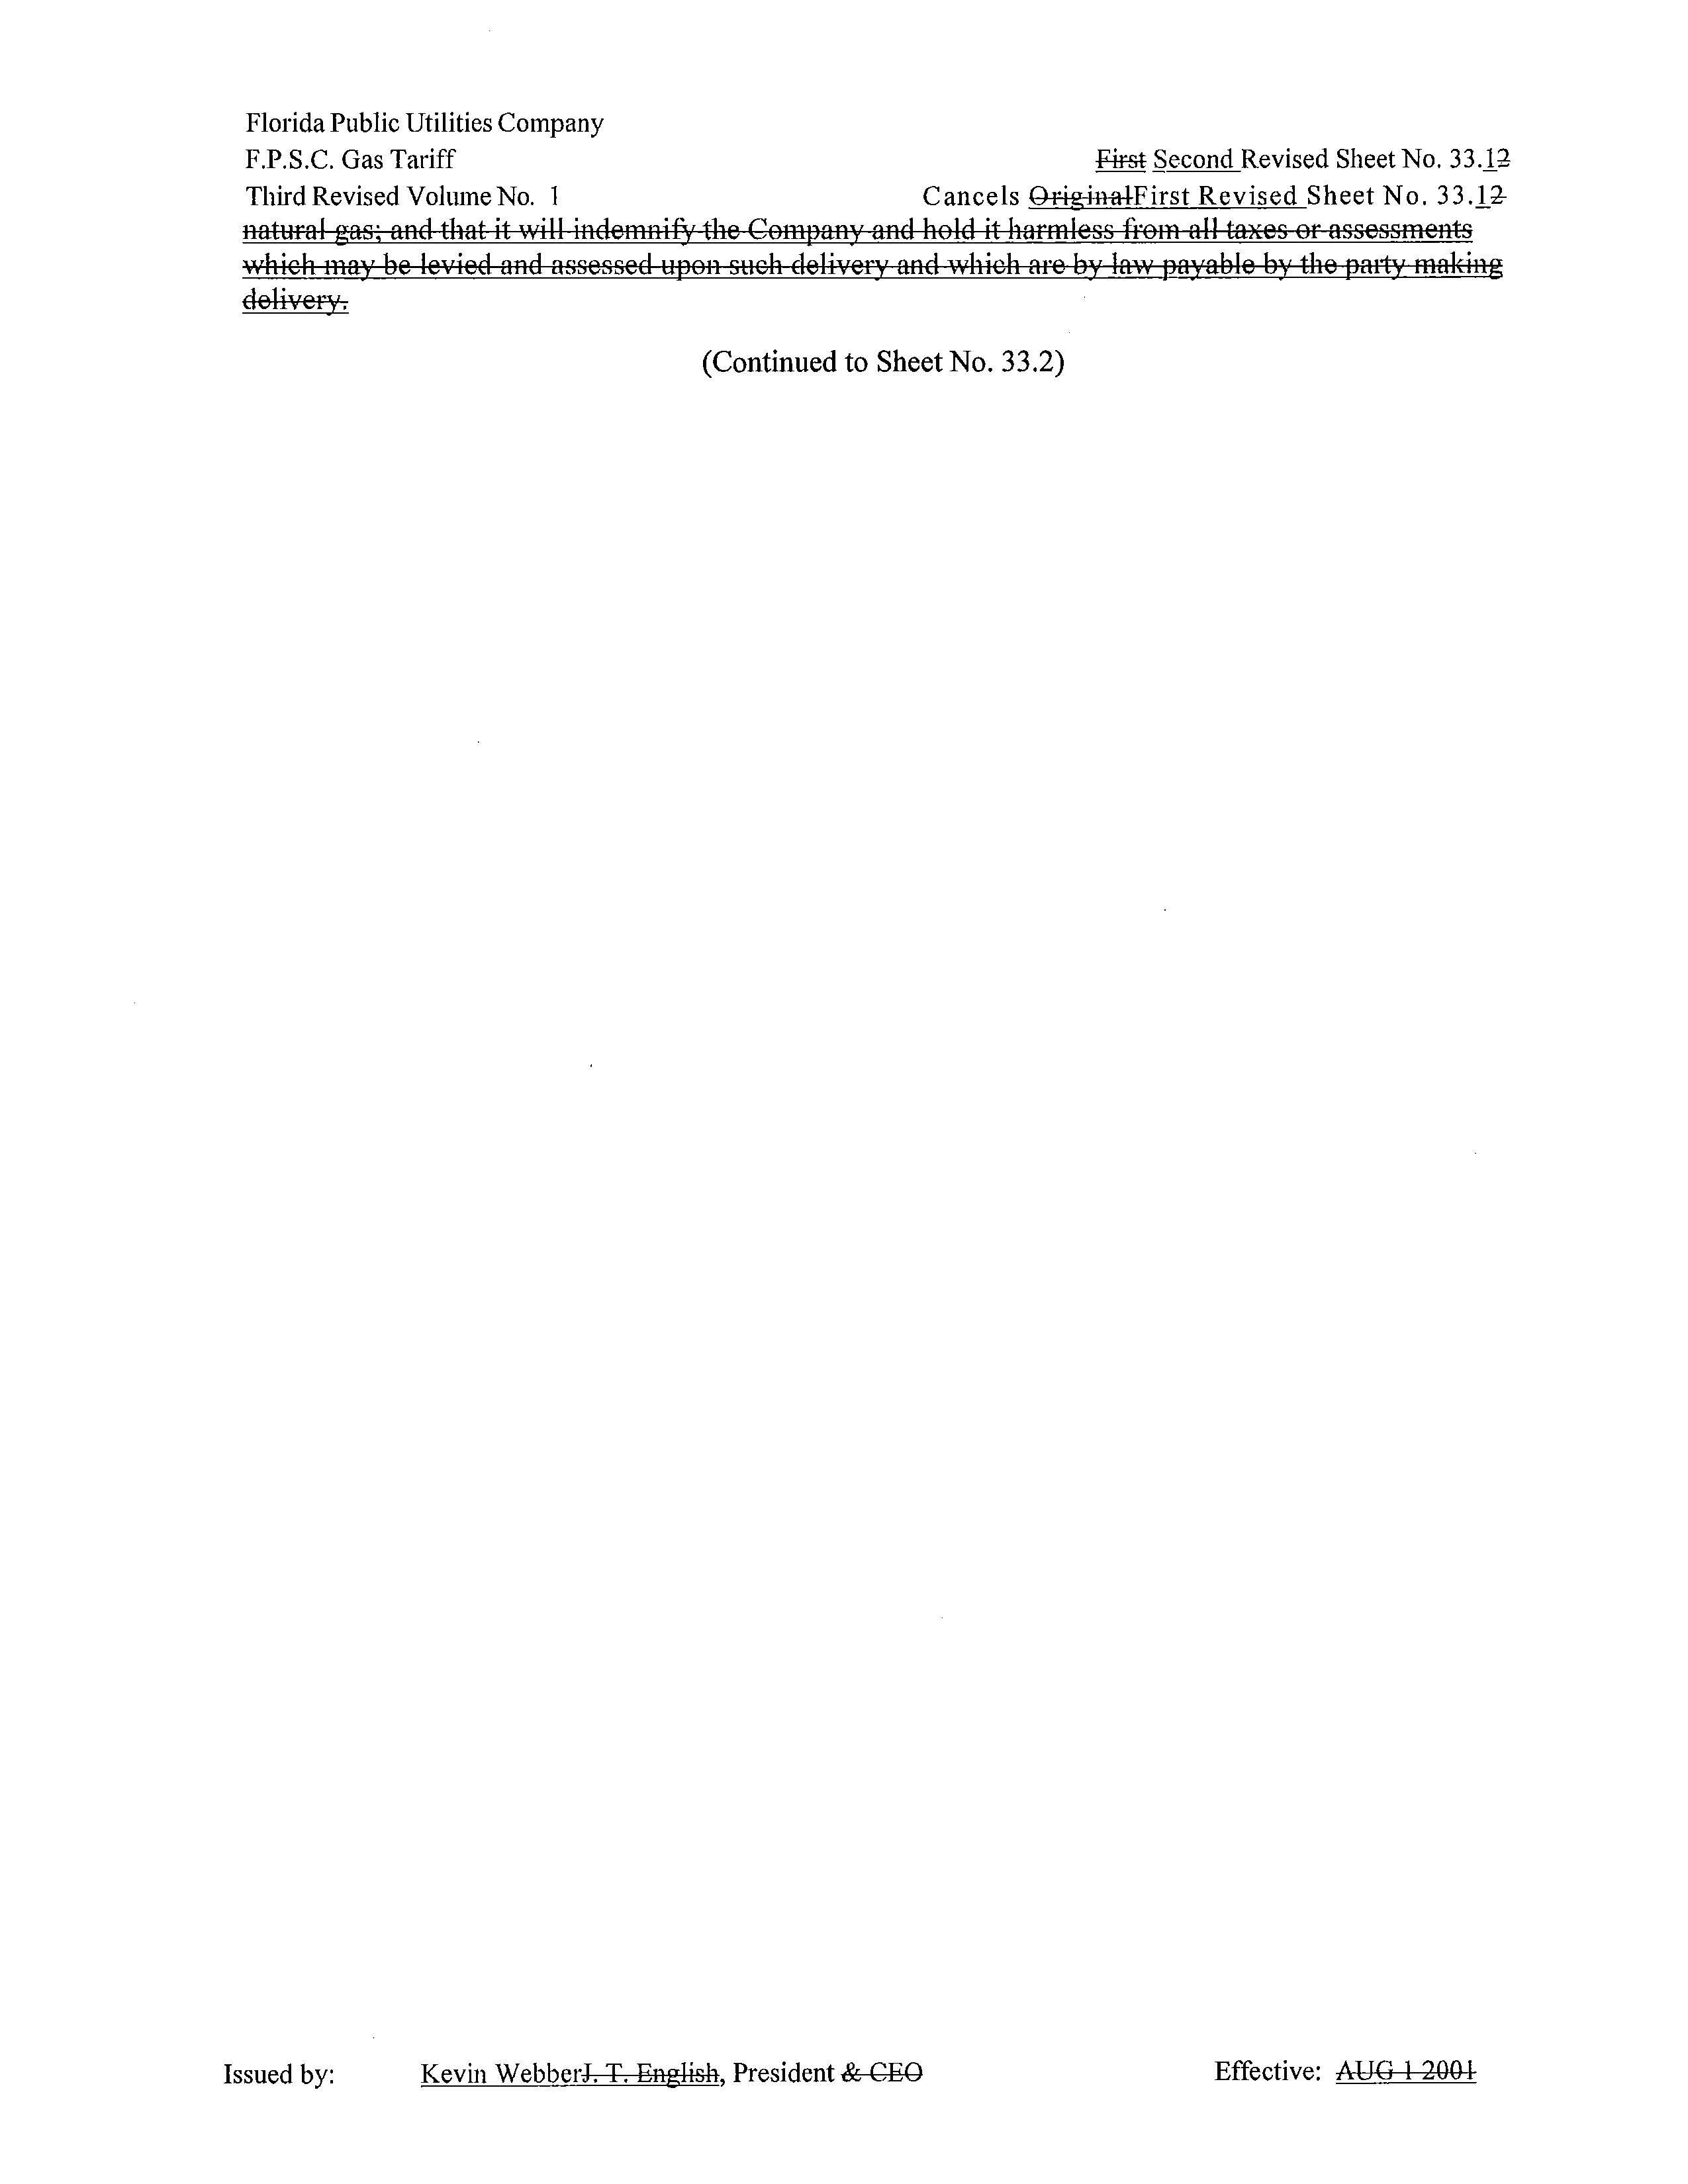 Florida Public Utilities Company
F.P.S.C. Gas Tariff
First Second Revised Sheet No. 33.12
Third Revised Volume No. 1
Cancels OriginalFirst Revised Sheet No. 33.12
natural gas; and that it will indemnify the Company and hold it harmless from all taxes or assessments
which may be levied and assessed upon such delivery and which are by law payable by the party making
delivery.
(Continued to Sheet No. 33.2)
Issued by: Kevin WebberJ. T. English, President & CEO
Effective: AUG 1 2001